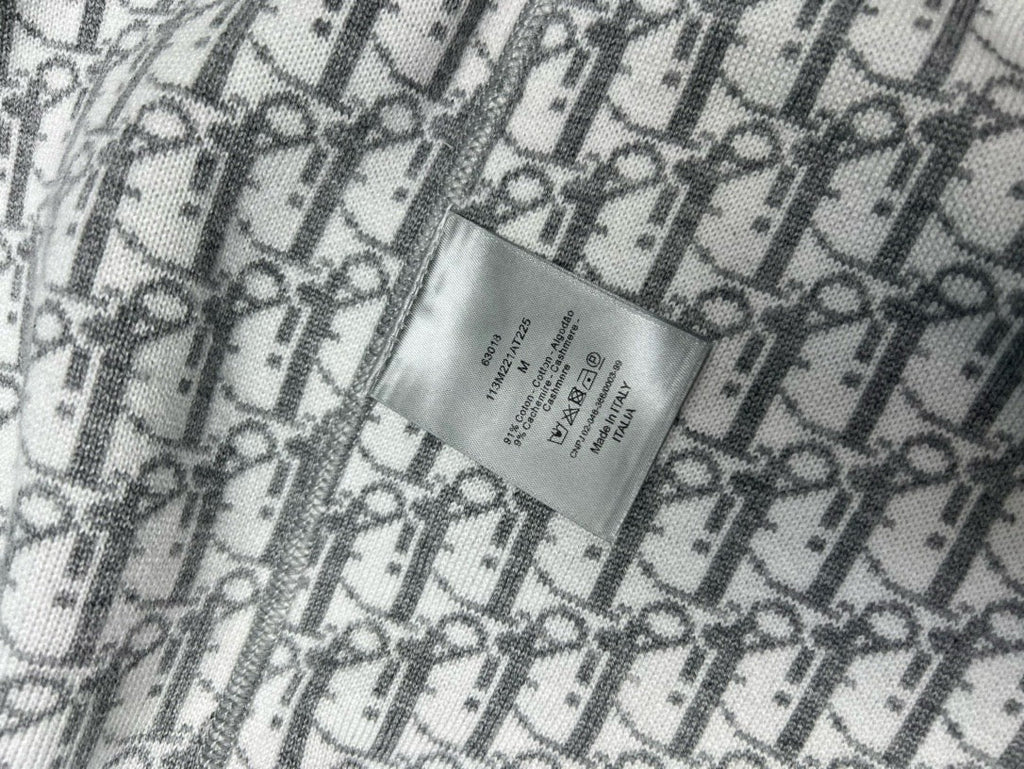 63013
113M221AT225
M
91% Coton - Cotton - Algodão
9% Cachemire - Cashmere -
Cashmere
P
Made in ITALY
ITALIA